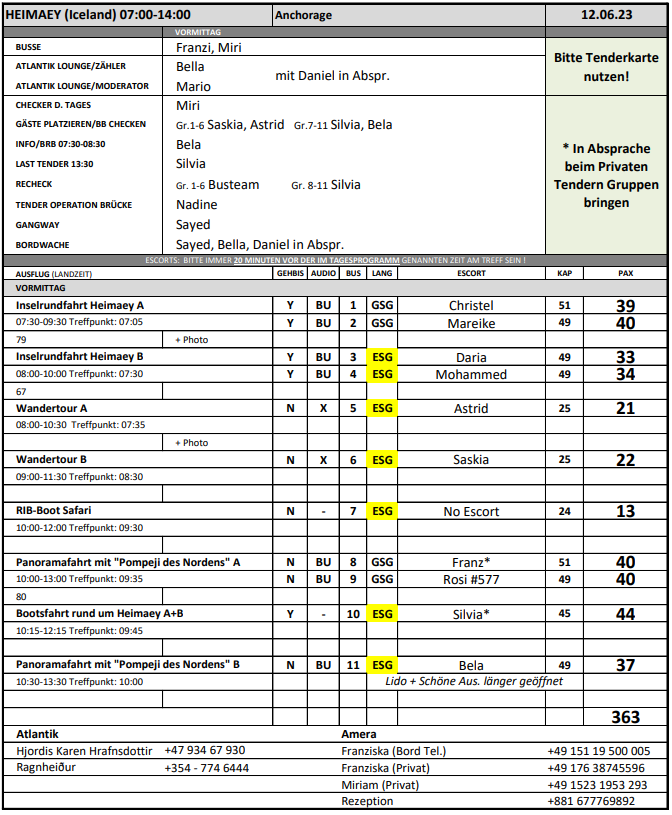 HEIMAEY (Iceland) 07:00-14:00 Anchorage 12.06.23
VORMITTAG
BUSSE Franzi, Miri
ATLANTIK LOUNGE/ZÄHLER Bella
mit Daniel in Abspr.
ATLANTIK LOUNGE/MODERATOR Mario
Bitte Tenderkarte
nutzen!
CHECKER D. TAGES Miri
GÄSTE PLATZIEREN/BB CHECKEN Gr.1-6 Saskia, Astrid Gr.7-11 Silvia, Bela
INFO/BRB 07:30-08:30 Bela
LAST TENDER 13:30 Silvia
RECHECK Gr. 1-6 Busteam Gr. 8-11 Silvia
TENDER OPERATION BRÜCKE Nadine
GANGWAY Sayed
BORDWACHE Sayed, Bella, Daniel in Abspr.
* In Absprache
beim Privaten
Tendern Gruppen
bringen
ESCORTS: BITTE IMMER 20 MINUTEN VOR DER IM TAGESPROGRAMM GENANNTEN ZEIT AM TREFF SEIN !
AUSFLUG (LANDZEIT) GEHBIS AUDIO BUS LANG ESCORT KAP PAX
VORMITTAG
Inselrundfahrt Heimaey A Y BU 1 GSG Christel 51 39
07:30-09:30 Treffpunkt: 07:05 Y BU 2 GSG Mareike 49 40
79 + Photo
Inselrundfahrt Heimaey B Y BU 3 ESG Daria 49 33
08:00-10:00 Treffpunkt: 07:30 Y BU 4 ESG Mohammed 49 34
67
Wandertour A N X 5 ESG Astrid 25 21
08:00-10:30 Treffpunkt: 07:35
+ Photo
Wandertour B N X 6 ESG Saskia 25 22
09:00-11:30 Treffpunkt: 08:30
RIB-Boot Safari N - 7 ESG No Escort 24 13
10:00-12:00 Treffpunkt: 09:30
Panoramafahrt mit "Pompeji des Nordens" A N BU 8 GSG Franz* 51 40
10:00-13:00 Treffpunkt: 09:35 N BU 9 GSG Rosi #577 49 40
80
Bootsfahrt rund um Heimaey A+B Y - 10 ESG Silvia* 45 44
10:15-12:15 Treffpunkt: 09:45
Panoramafahrt mit "Pompeji des Nordens" B N BU 11 ESG Bela 49 37
10:30-13:30 Treffpunkt: 10:00 Lido + Schöne Aus. länger geöffnet
363
Atlantik Amera
Hjordis Karen Hrafnsdottir +47 934 67 930 Franziska (Bord Tel.) +49 151 19 500 005
Ragnheiður +354 - 774 6444 Franziska (Privat) +49 176 38745596
Miriam (Privat) +49 1523 1953 293
Rezeption +881 677769892